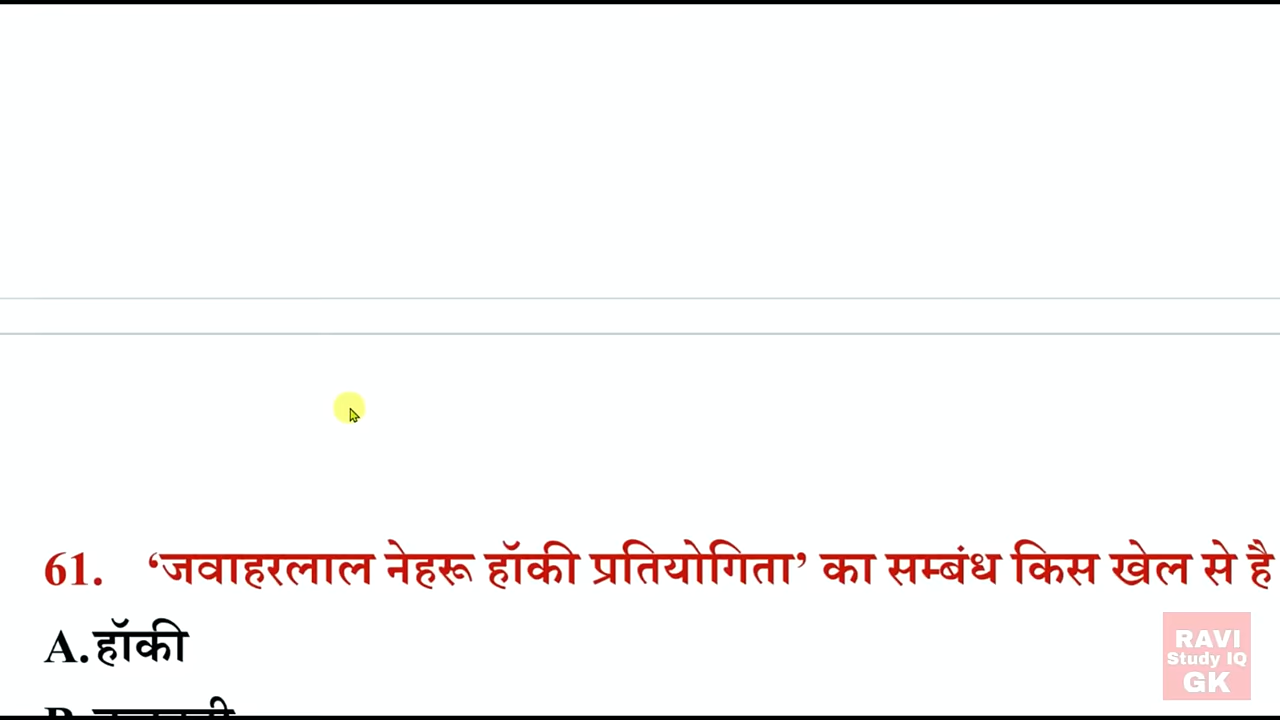 61. ‘जवाहरलाल नेहरू हॉकी प्रतियोगिता’ का सम्बंध किस खेल से है
A. हॉकी
RAVI
Study IQ
GK